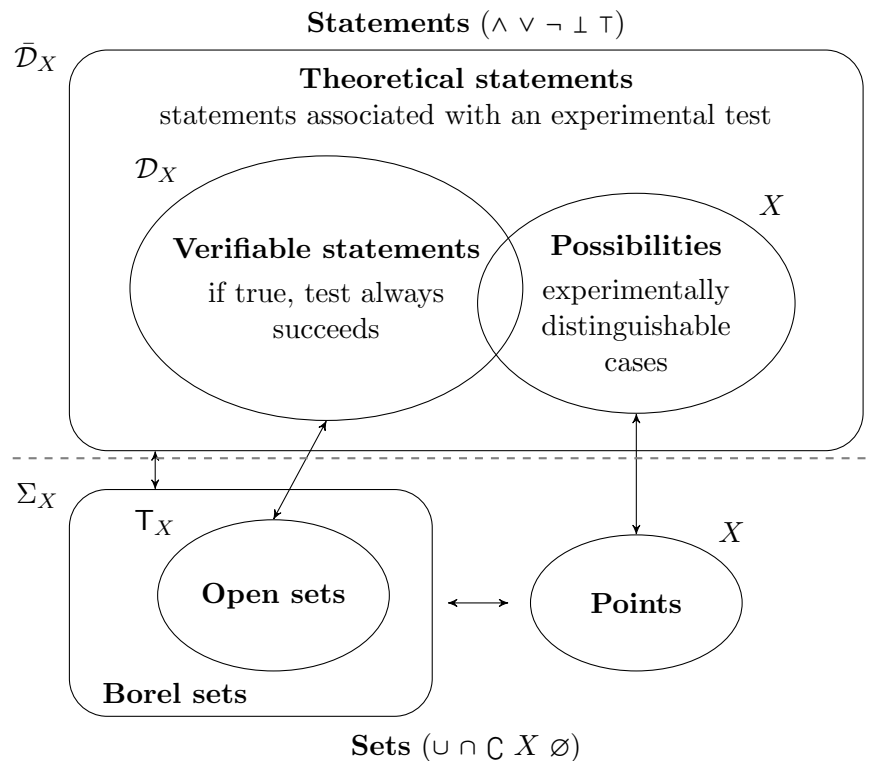 Statements (∧ ∨ ¬ ⊥ ⊤)
𝒟̄_X
Theoretical statements
statements associated with an experimental test
𝒟_X
X
Verifiable statements
if true, test always
succeeds
Possibilities
experimentally
distinguishable
cases
Σ_X
T_X
X
Open sets
Points
Borel sets
Sets (∪ ∩ ∁ X ∅)